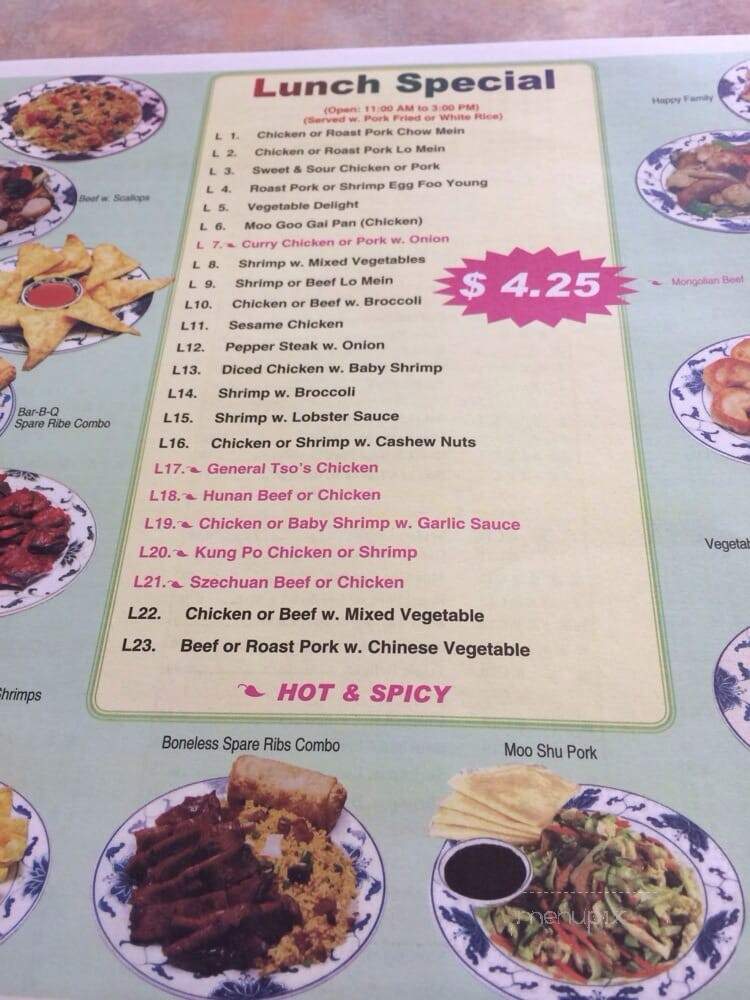 Lunch Special
(Open: 11:00 AM to 3:00 PM)
(Served w. Pork Fried or White Rice)
L 1. Chicken or Roast Pork Chow Mein
L 2. Chicken or Roast Pork Lo Mein
L 3. Sweet & Sour Chicken or Pork
L 4. Roast Pork or Shrimp Egg Foo Young
L 5. Vegetable Delight
L 6. Moo Goo Gai Pan (Chicken)
L 7. Curry Chicken or Pork w. Onion
L 8. Shrimp w. Mixed Vegetables
L 9. Shrimp or Beef Lo Mein
L10. Chicken or Beef w. Broccoli
L11. Sesame Chicken
L12. Pepper Steak w. Onion
L13. Diced Chicken w. Baby Shrimp
L14. Shrimp w. Broccoli
L15. Shrimp w. Lobster Sauce
L16. Chicken or Shrimp w. Cashew Nuts
L17. General Tso's Chicken
L18. Hunan Beef or Chicken
L19. Chicken or Baby Shrimp w. Garlic Sauce
L20. Kung Po Chicken or Shrimp
L21. Szechuan Beef or Chicken
L22. Chicken or Beef w. Mixed Vegetable
L23. Beef or Roast Pork w. Chinese Vegetable
HOT & SPICY
$ 4.25
Beef w. Scallops
Bar-B-Q
Spare Ribe Combo
Happy Family
Mongolian Beef
Boneless Spare Ribs Combo
Moo Shu Pork
menupix